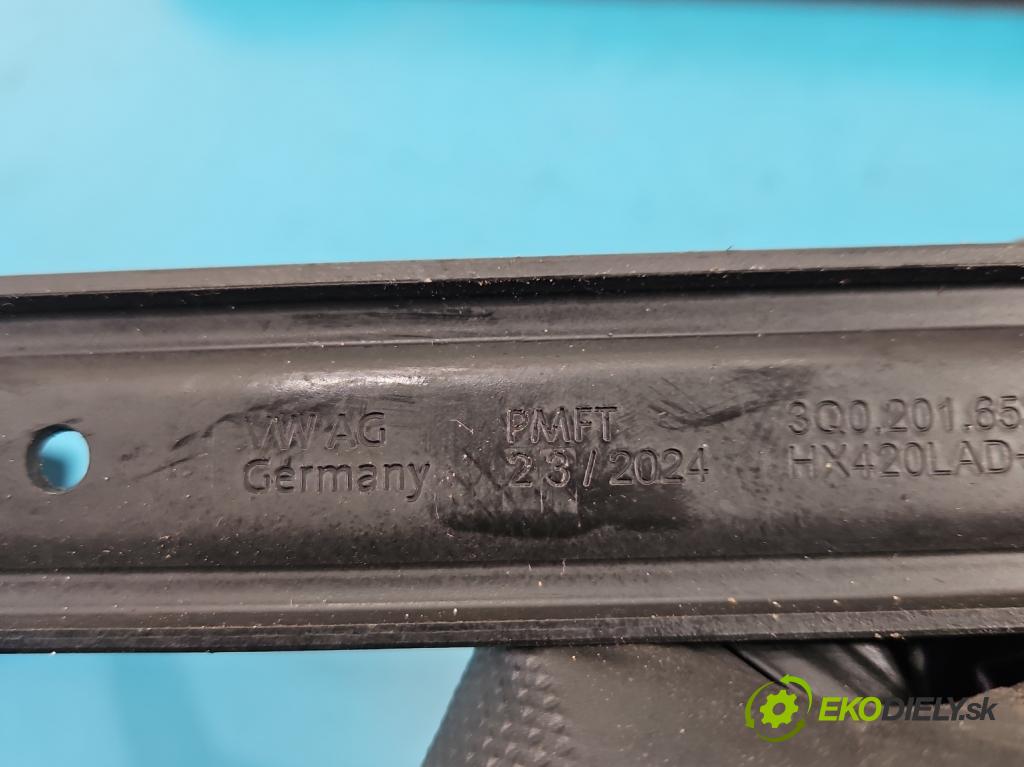 VW AG
Germany
PMFT
23/2024
3Q0.201.65
HX420LAD+
EKODIELY.sk